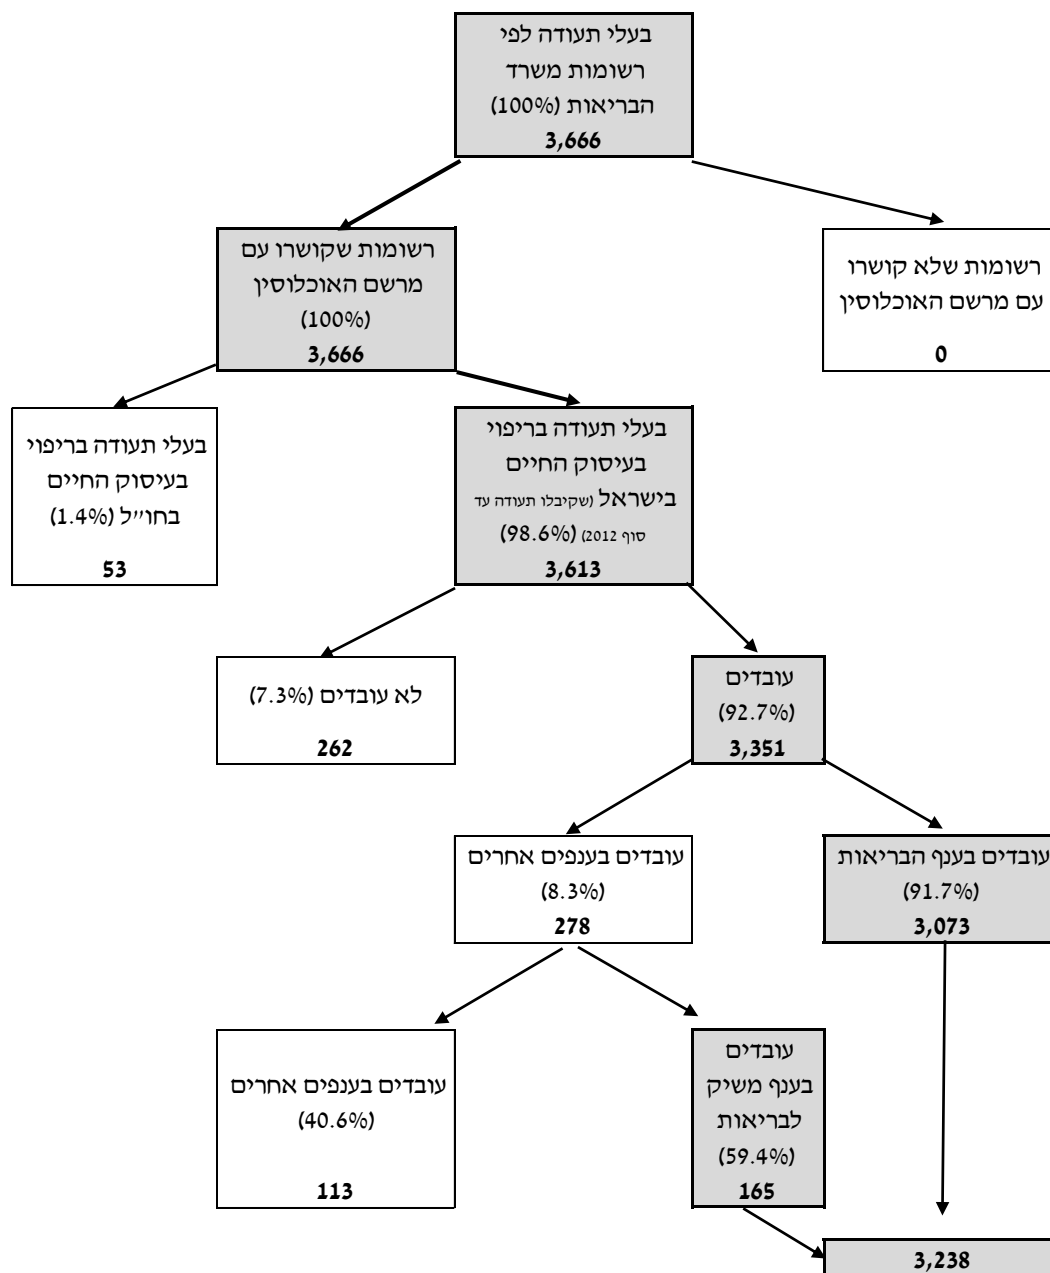 בעלי תעודה לפי
רשומות משרד
הבריאות (100%)
3,666
רשומות שקושרו עם
מרשם האוכלוסין
(100%)
3,666
רשומות שלא קושרו
עם מרשם האוכלוסין
0
בעלי תעודה בריפוי
בעיסוק החיים
בישראל (שקיבלו תעודה עד
סוף 2012) (98.6%)
3,613
בעלי תעודה בריפוי
בעיסוק החיים
בחו״ל (1.4%)
53
עובדים
(92.7%)
3,351
לא עובדים (7.3%)
262
עובדים בענף הבריאות
(91.7%)
3,073
עובדים בענפים אחרים
(8.3%)
278
עובדים
בענף משיק
לבריאות
(59.4%)
165
עובדים בענפים אחרים
(40.6%)
113
3,238